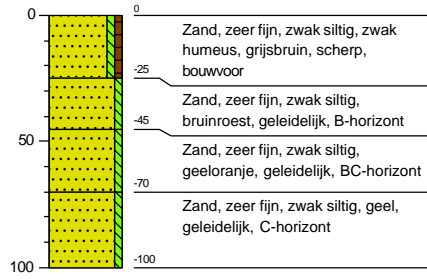 0
0
Zand, zeer fijn, zwak siltig, zwak
humeus, grijsbruin, scherp,
bouwvoor
-25
Zand, zeer fijn, zwak siltig,
bruinroest, geleidelijk, B-horizont
-45
50
Zand, zeer fijn, zwak siltig,
geeloranje, geleidelijk, BC-horizont
-70
Zand, zeer fijn, zwak siltig, geel,
geleidelijk, C-horizont
100
-100